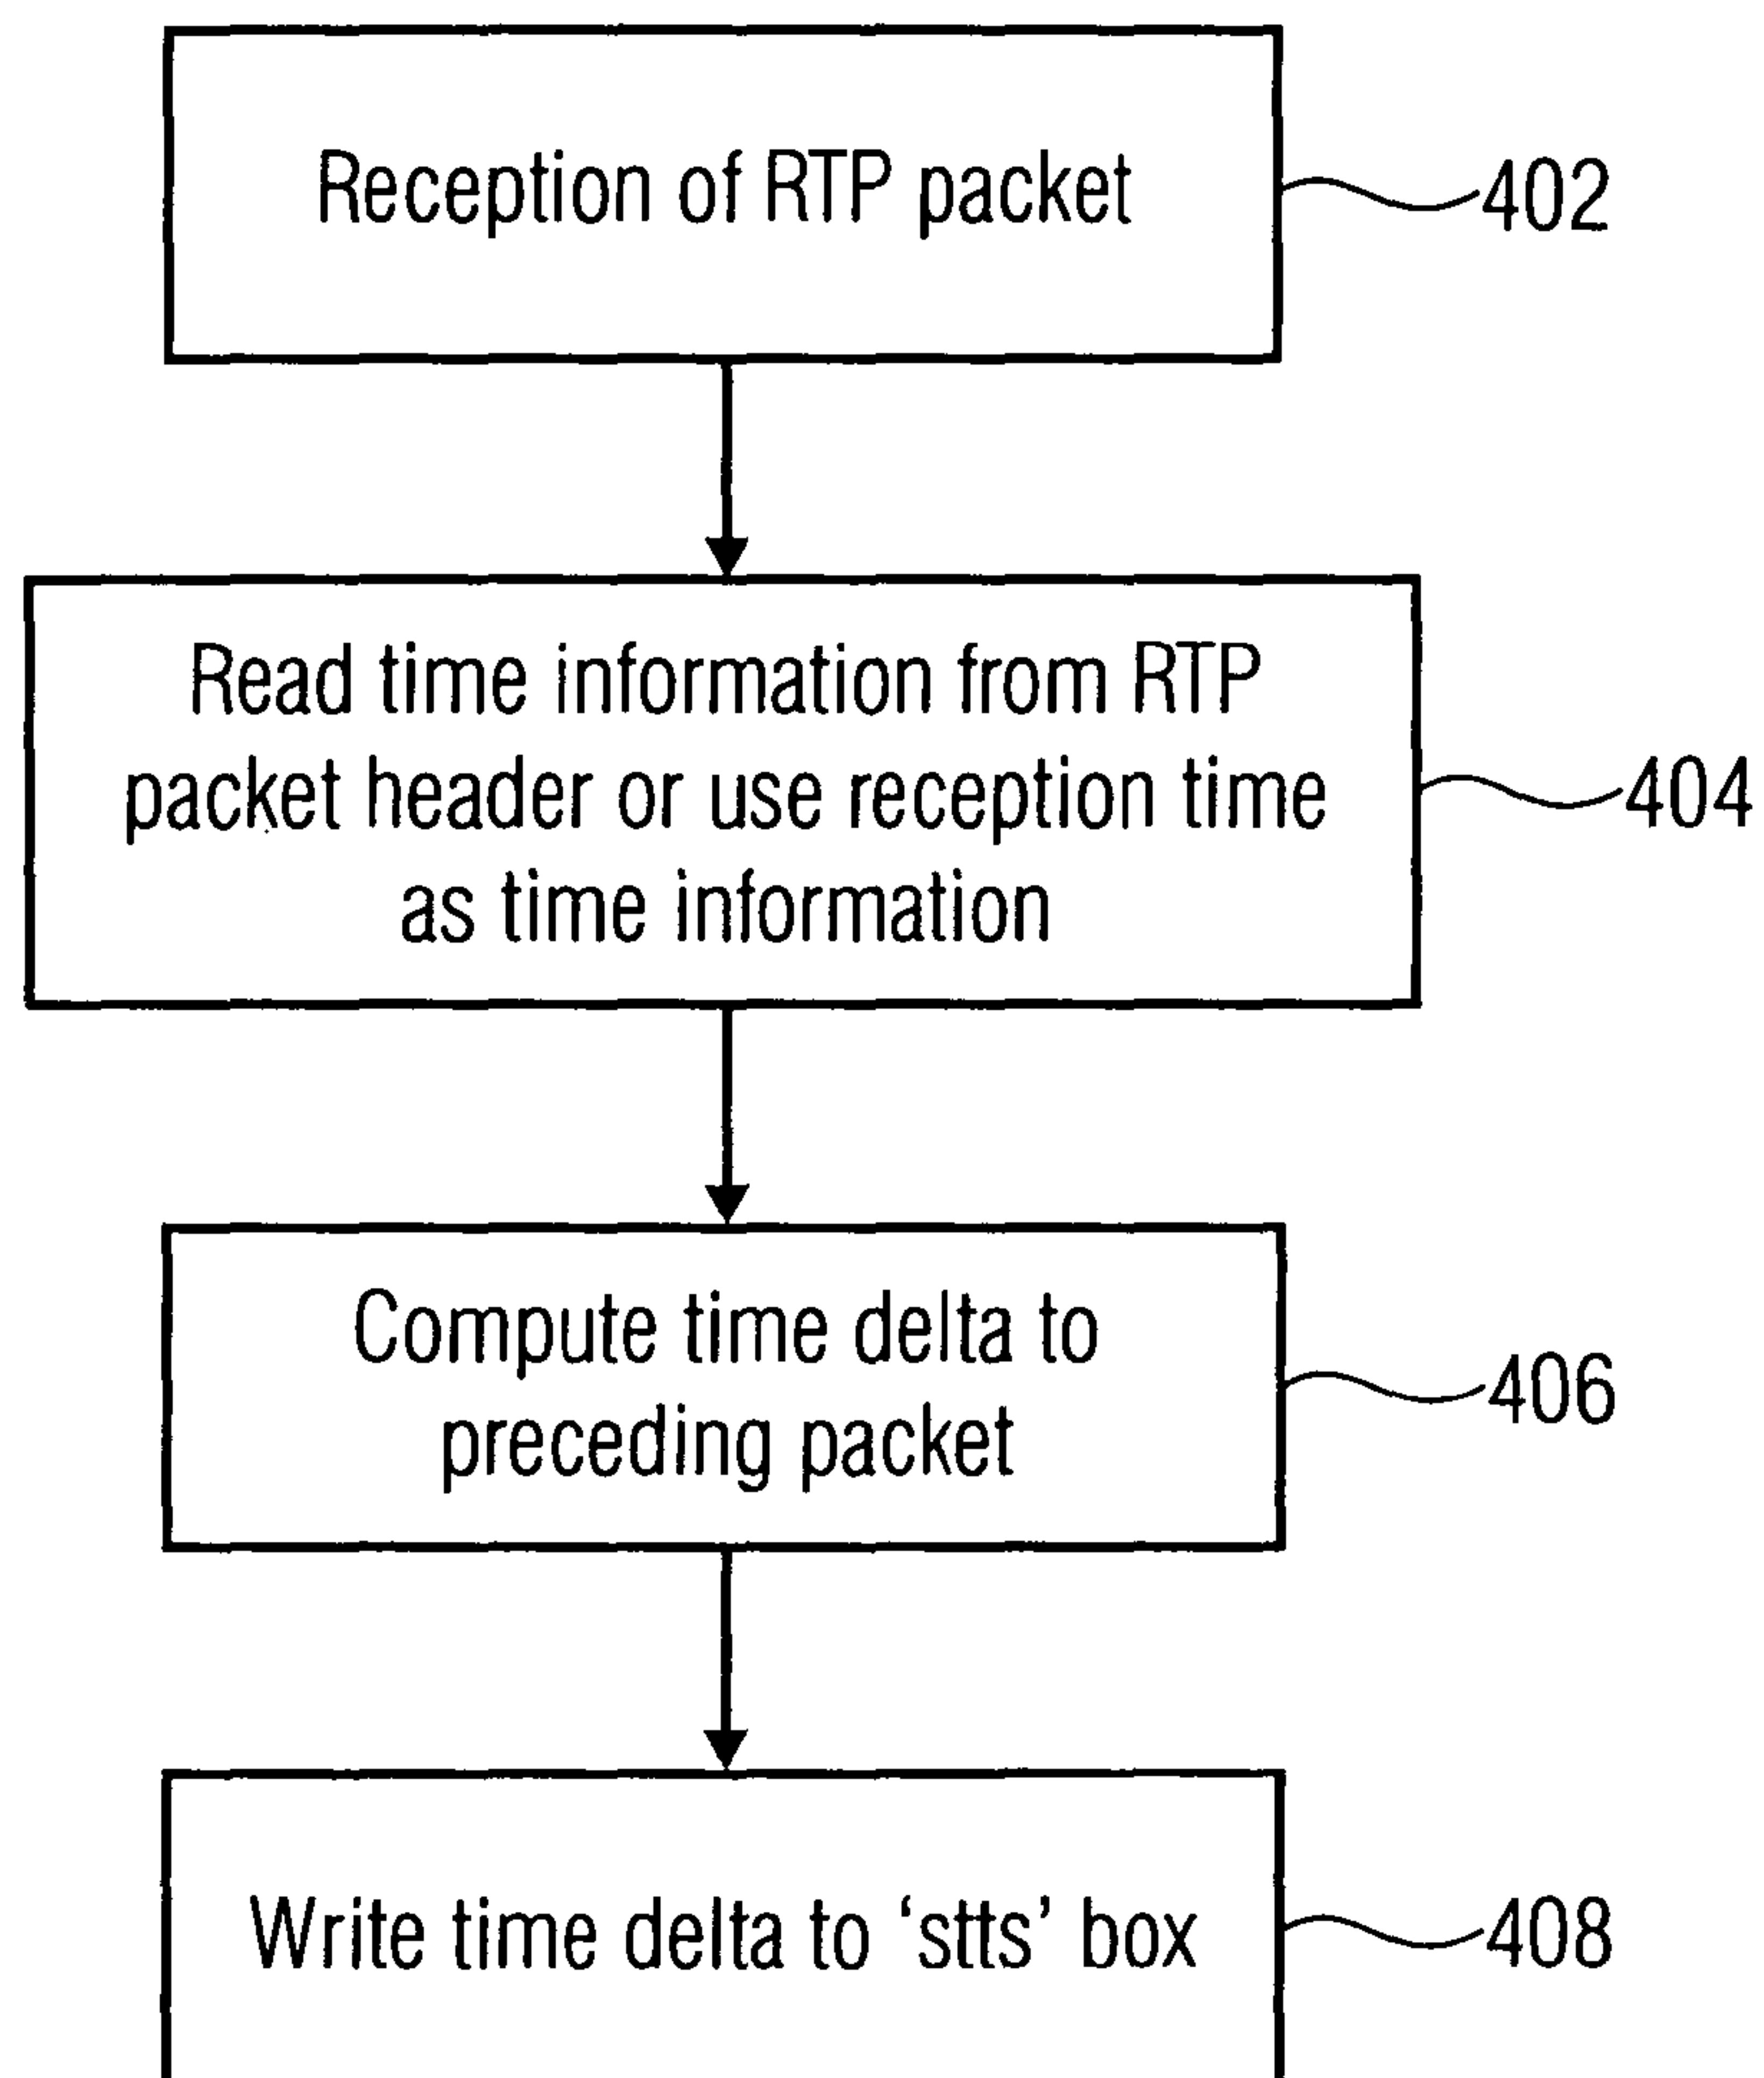 Reception of RTP packet
402
Read time information from RTP
packet header or use reception time
as time information
404
Compute time delta to
preceding packet
406
Write time delta to ‘stts’ box
408